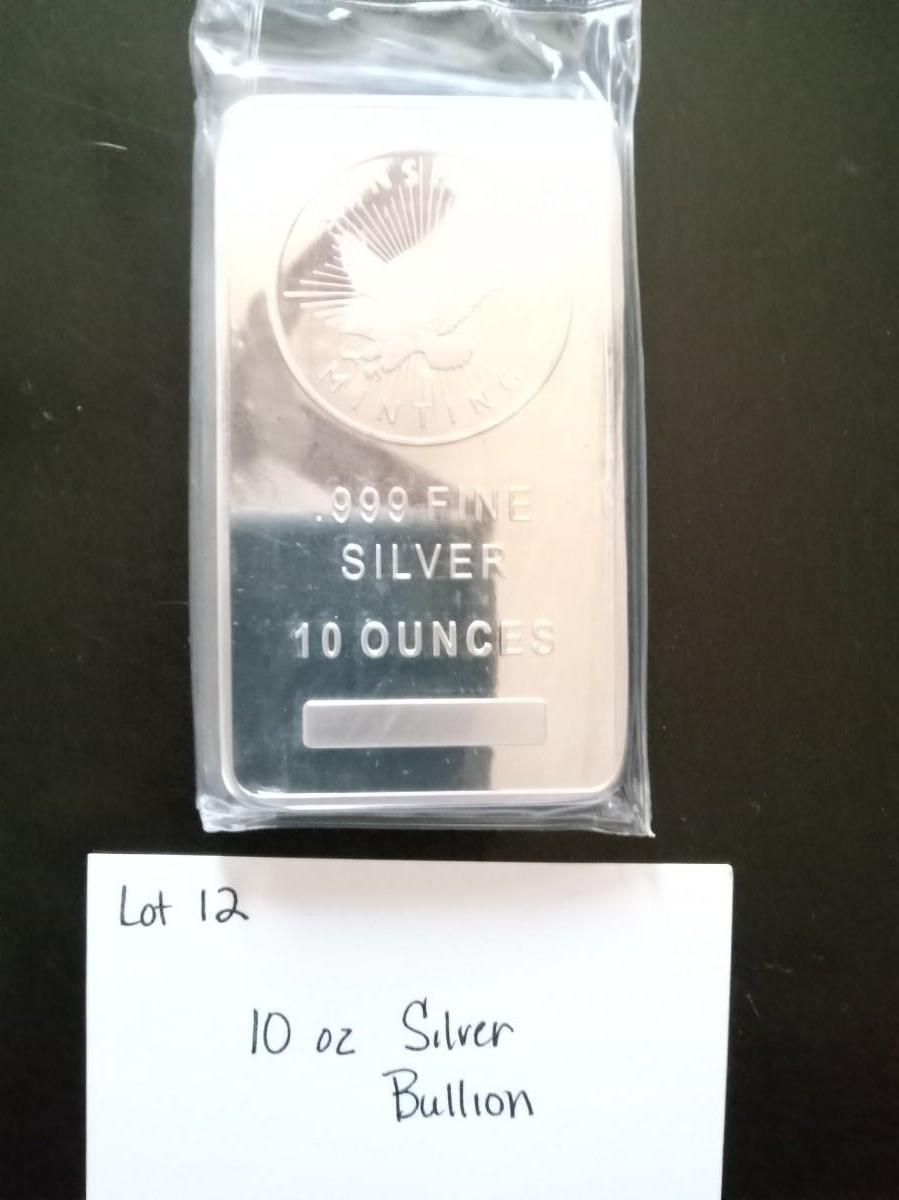 MINTING
.999 FINE
SILVER
10 OUNCES
Lot 12
10 oz Silver
Bullion